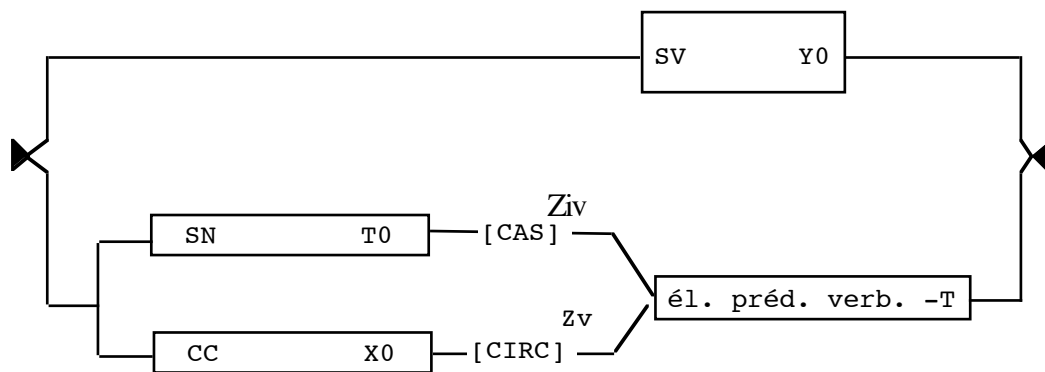 SV Y0
Ziv
SN T0 [CAS]
él. préd. verb. -T
Zv
CC X0 [CIRC]